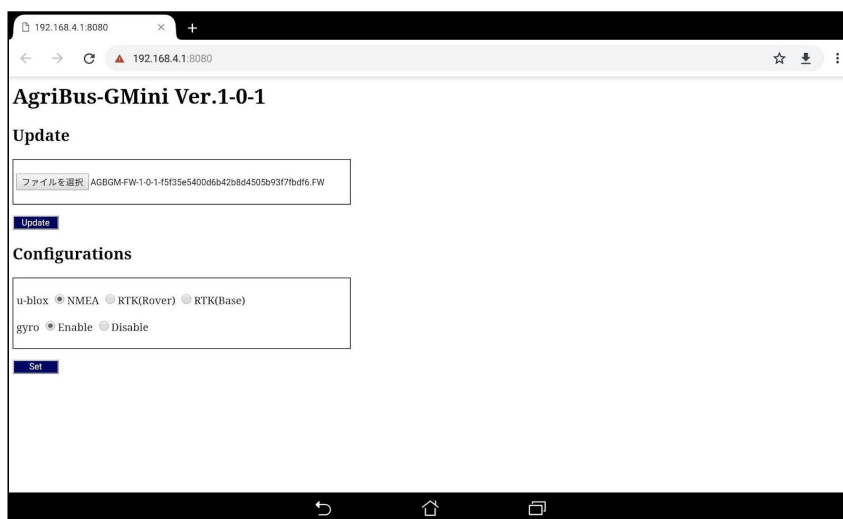 192.168.4.1:8080
192.168.4.1:8080
AgriBus-GMini Ver.1-0-1
Update
ファイルを選択 AGBGM-FW-1-0-1-f5f35e5400d6b42b8d4505b93f7fbdf6.FW
Update
Configurations
u-blox NMEA RTK(Rover) RTK(Base)
gyro Enable Disable
Set